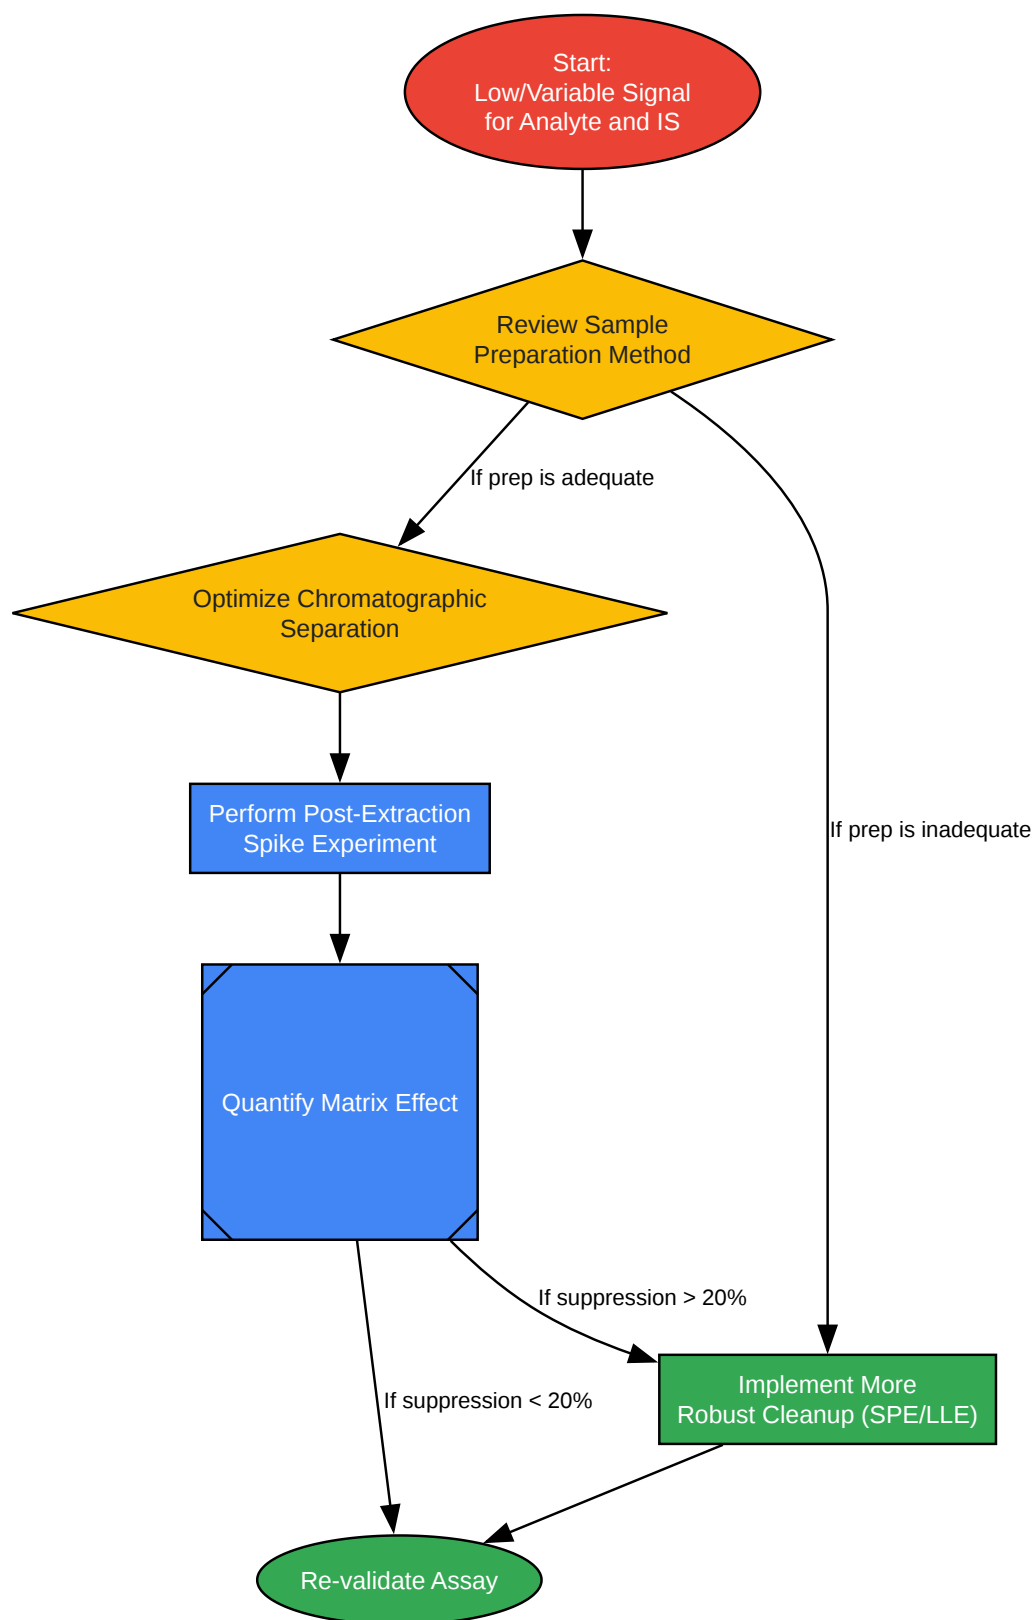 Start:
Low/Variable Signal
for Analyte and IS
Review Sample
Preparation Method
If prep is adequate
Optimize Chromatographic
Separation
Perform Post-Extraction
Spike Experiment
If prep is inadequate
Quantify Matrix Effect
If suppression > 20%
If suppression < 20%
Implement More
Robust Cleanup (SPE/LLE)
Re-validate Assay